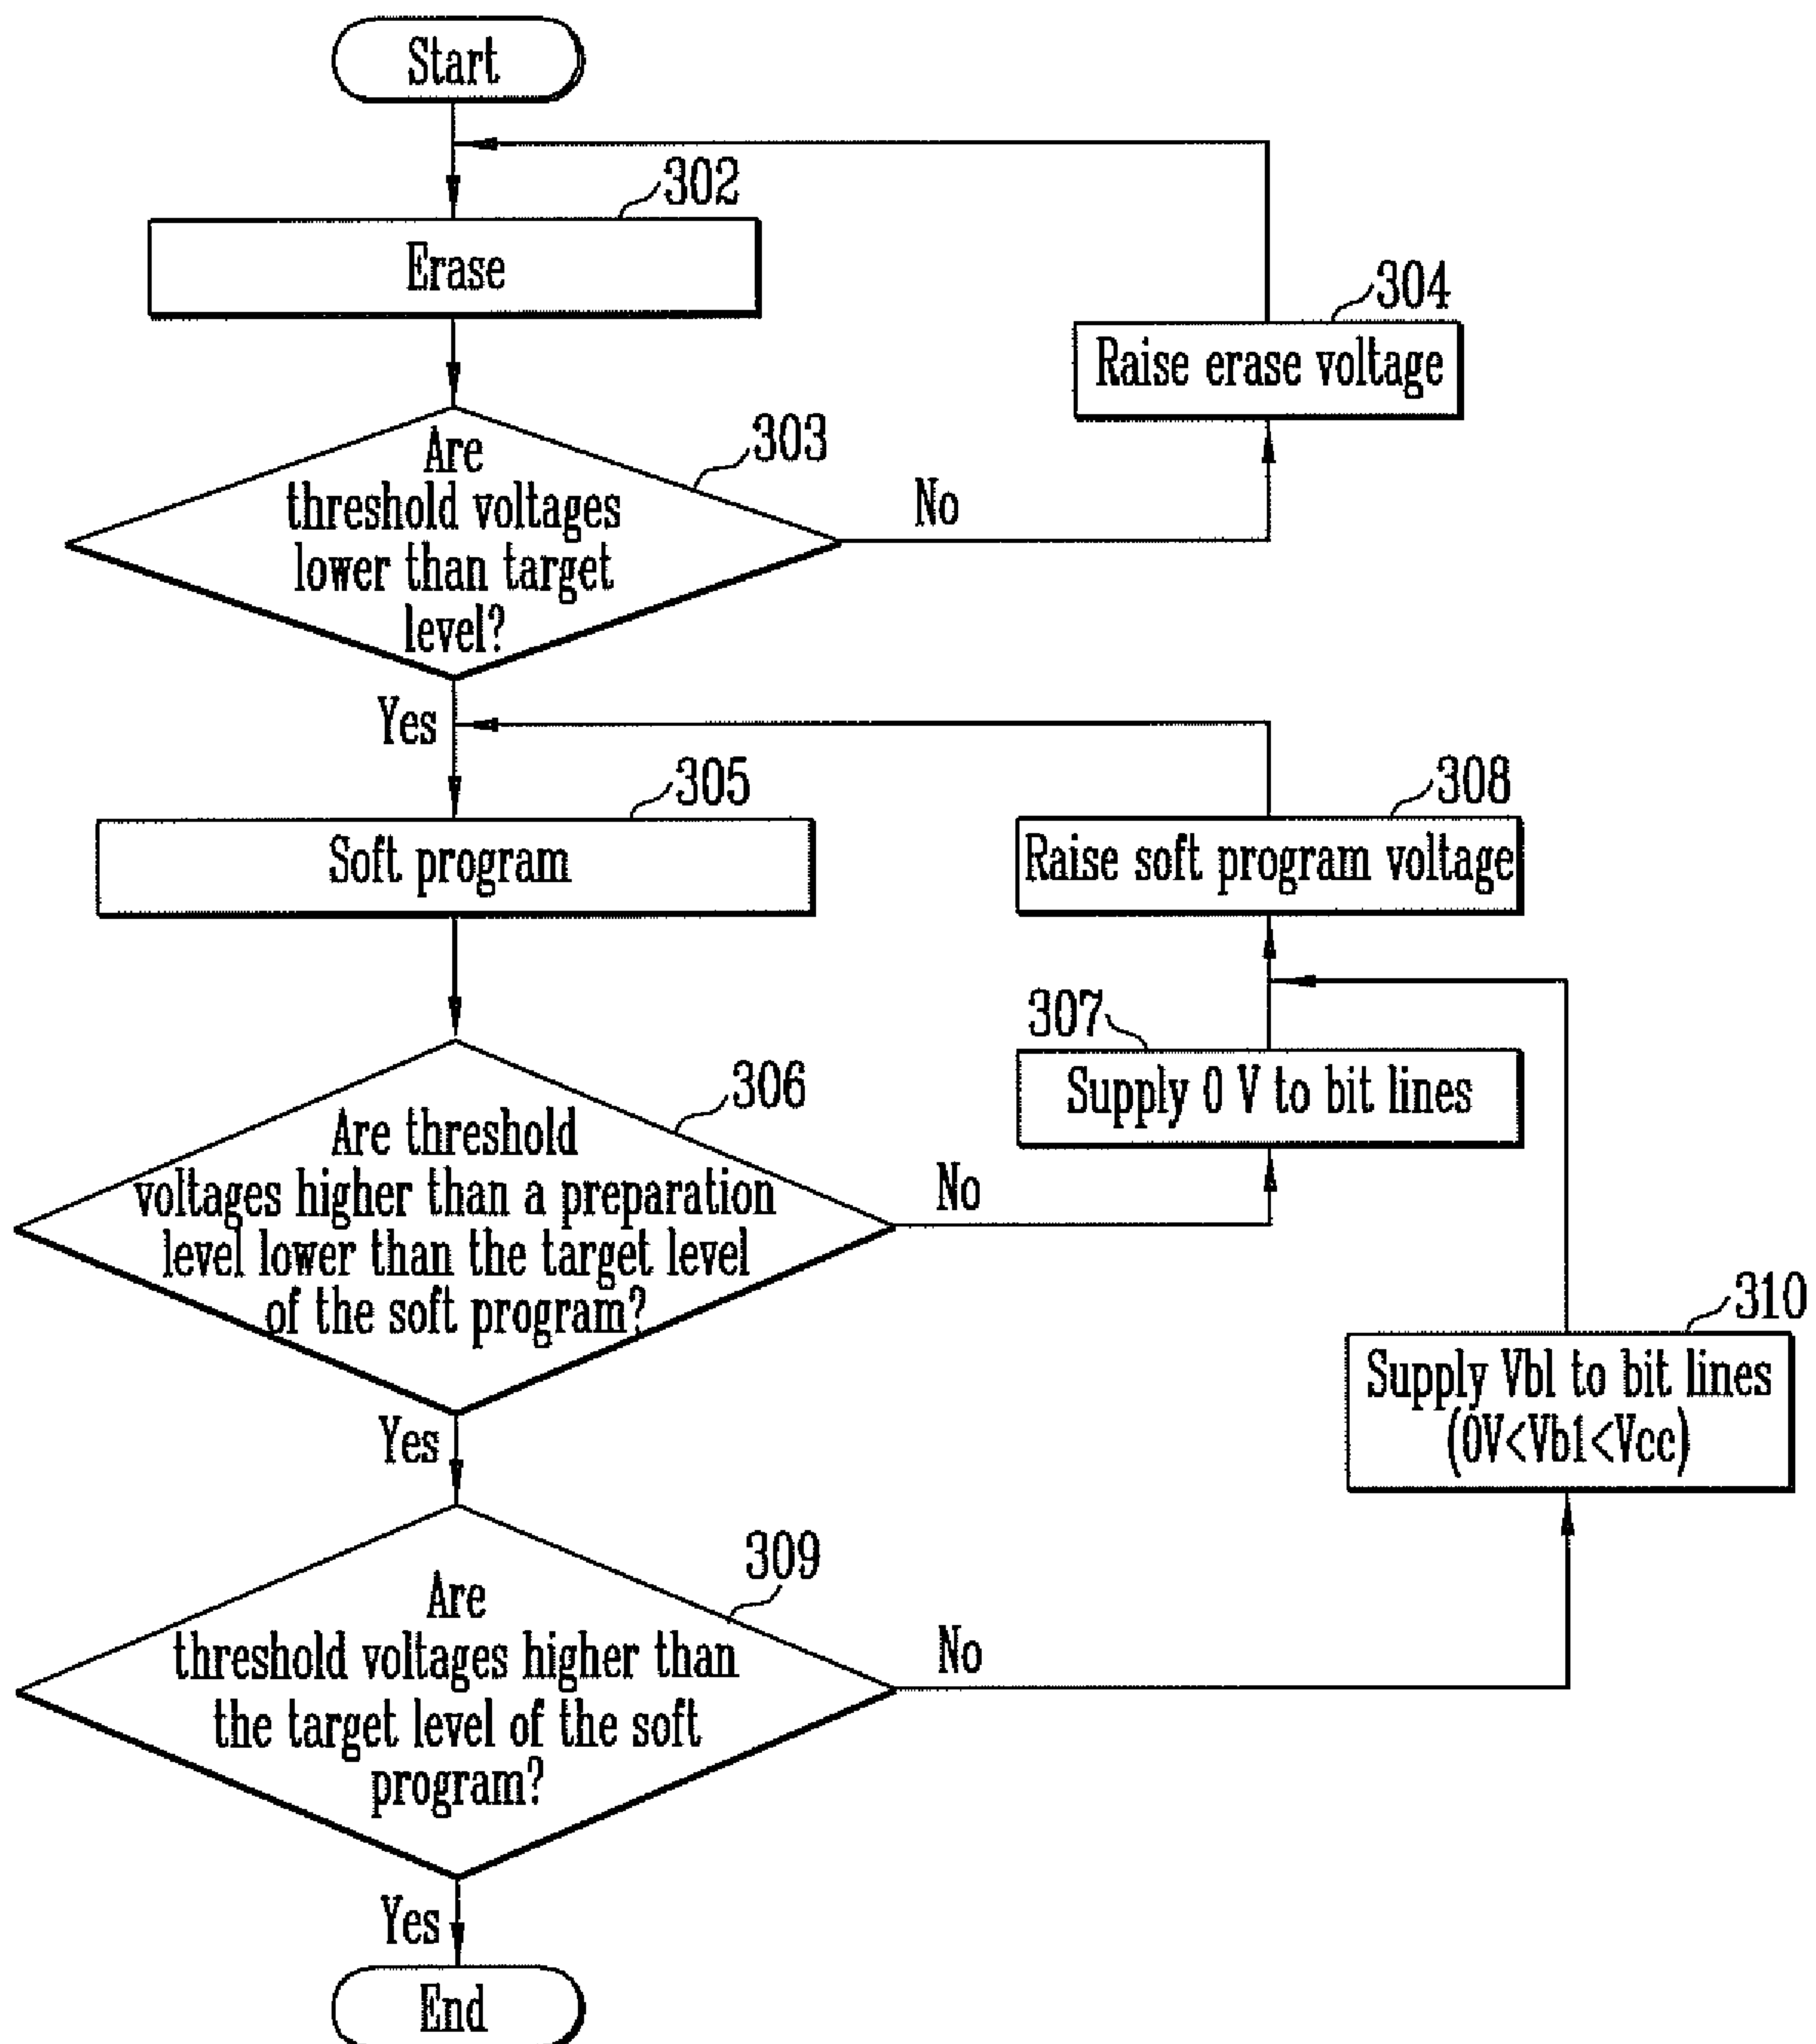 Start
302
Erase
304
Raise erase voltage
303
Are
threshold voltages
lower than target
level?
No
Yes
305
Soft program
308
Raise soft program voltage
307
Supply 0 V to bit lines
306
Are threshold
voltages higher than a preparation
level lower than the target level
of the soft program?
No
310
Supply Vbl to bit lines
(0V<Vb1<Vcc)
Yes
309
Are
threshold voltages higher than
the target level of the soft
program?
No
Yes
End